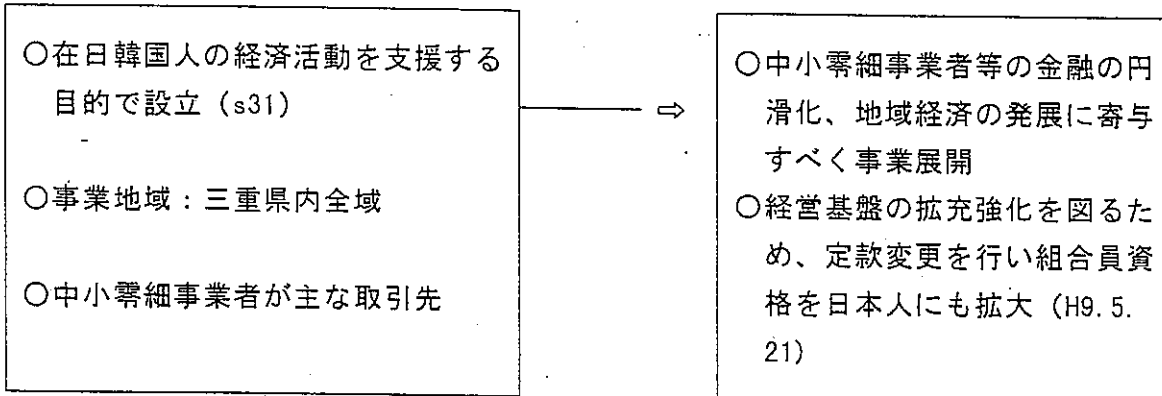 ○在日韓国人の経済活動を支援する
目的で設立（s31）
○事業地域：三重県内全域
○中小零細事業者が主な取引先
⇨
○中小零細事業者等の金融の円
滑化、地域経済の発展に寄与
すべく事業展開
○経営基盤の拡充強化を図るた
め、定款変更を行い組合員資
格を日本人にも拡大（H9.5.
21）